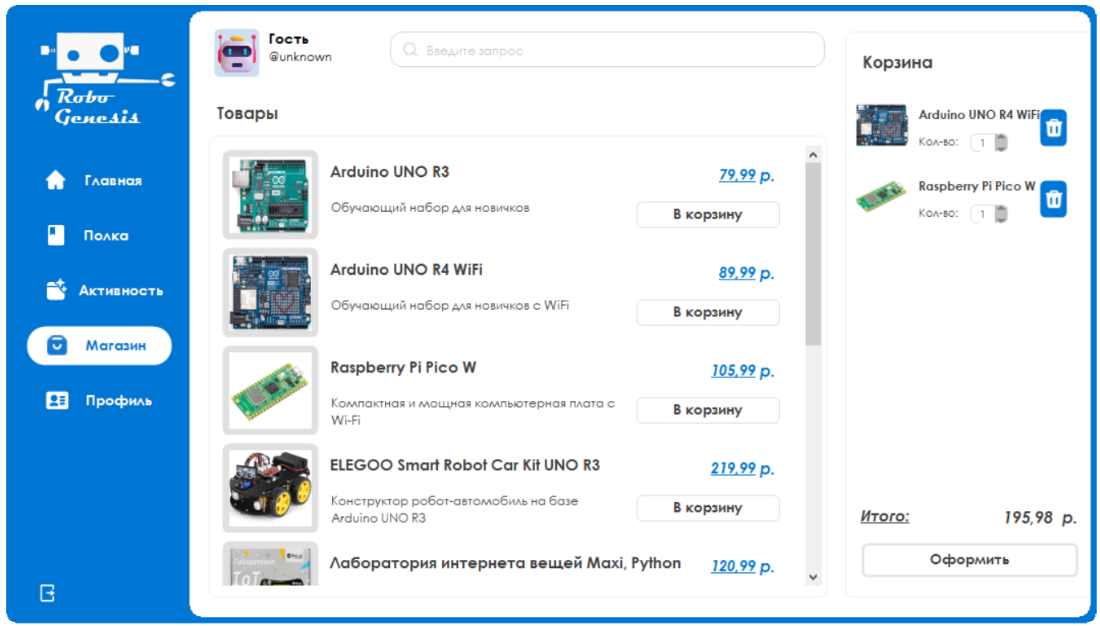 Robo
Genesis
Главная
Полка
Активность
Магазин
Профиль
Гость
@unknown
Введите запрос
Товары
Arduino UNO R3
79,99 р.
Обучающий набор для новичков
В корзину
Arduino UNO R4 WiFi
89,99 р.
Обучающий набор для новичков с WiFi
В корзину
Raspberry Pi Pico W
105,99 р.
Компактная и мощная компьютерная плата с
Wi-Fi
В корзину
ELEGOO Smart Robot Car Kit UNO R3
219,99 р.
Конструктор робот-автомобиль на базе
Arduino UNO R3
В корзину
Лаборатория
IoT
Лаборатория интернета вещей Maxi, Python
120,99 р.
Корзина
Arduino UNO R4 WiFi
Кол-во: 1
Raspberry Pi Pico W
Кол-во: 1
Итого: 195,98 р.
Оформить